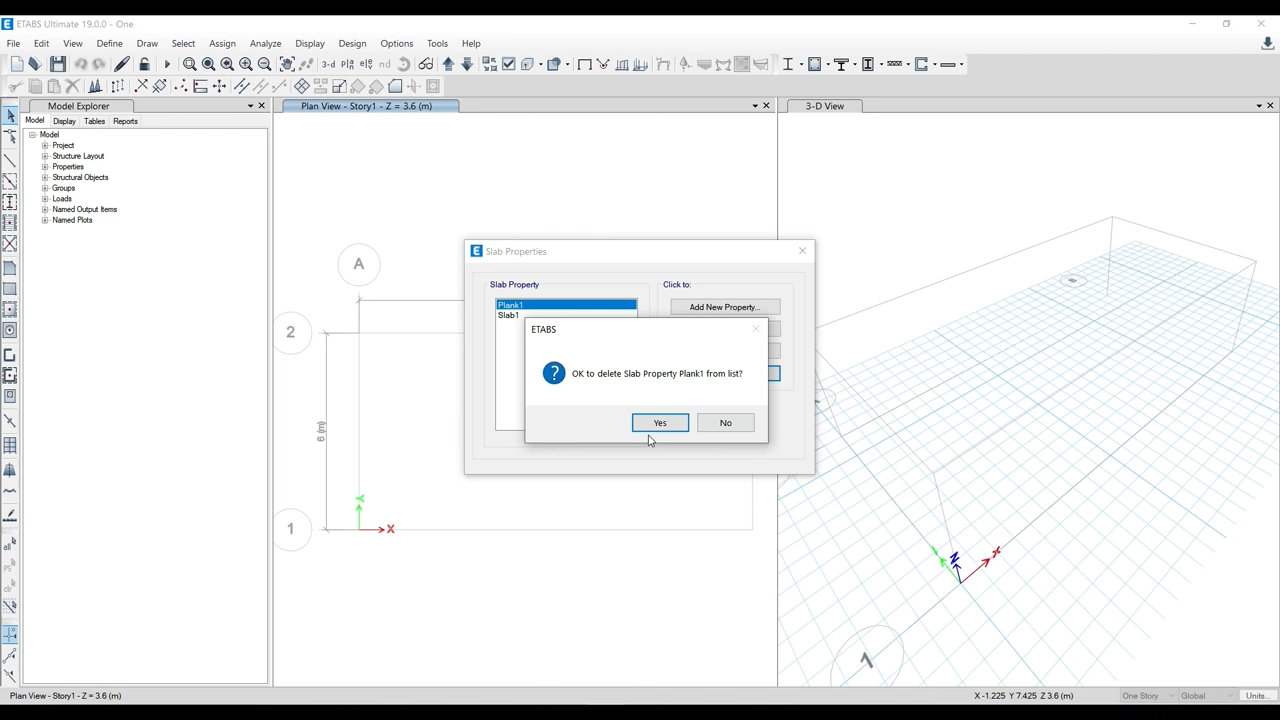 ETABS Ultimate 19.0.0 - One
File Edit View Define Draw Select Assign Analyze Display Design Options Tools Help
3-d
nd
Model Explorer
Plan View - Story1 - Z = 3.6 (m)
3-D View
Model Display Tables Reports
Model
Project
Structure Layout
Properties
Structural Objects
Groups
Loads
Named Output Items
Named Plots
A
2
6 (m)
1
Y
X
Slab Properties
Slab Property
Click to:
Plank1
Slab1
Add New Property...
ETABS
OK to delete Slab Property Plank1 from list?
Yes
No
Z
X
1
Plan View - Story1 - Z = 3.6 (m)
X -1.225 Y 7.425 Z 3.6 (m)
One Story
Global
Units...